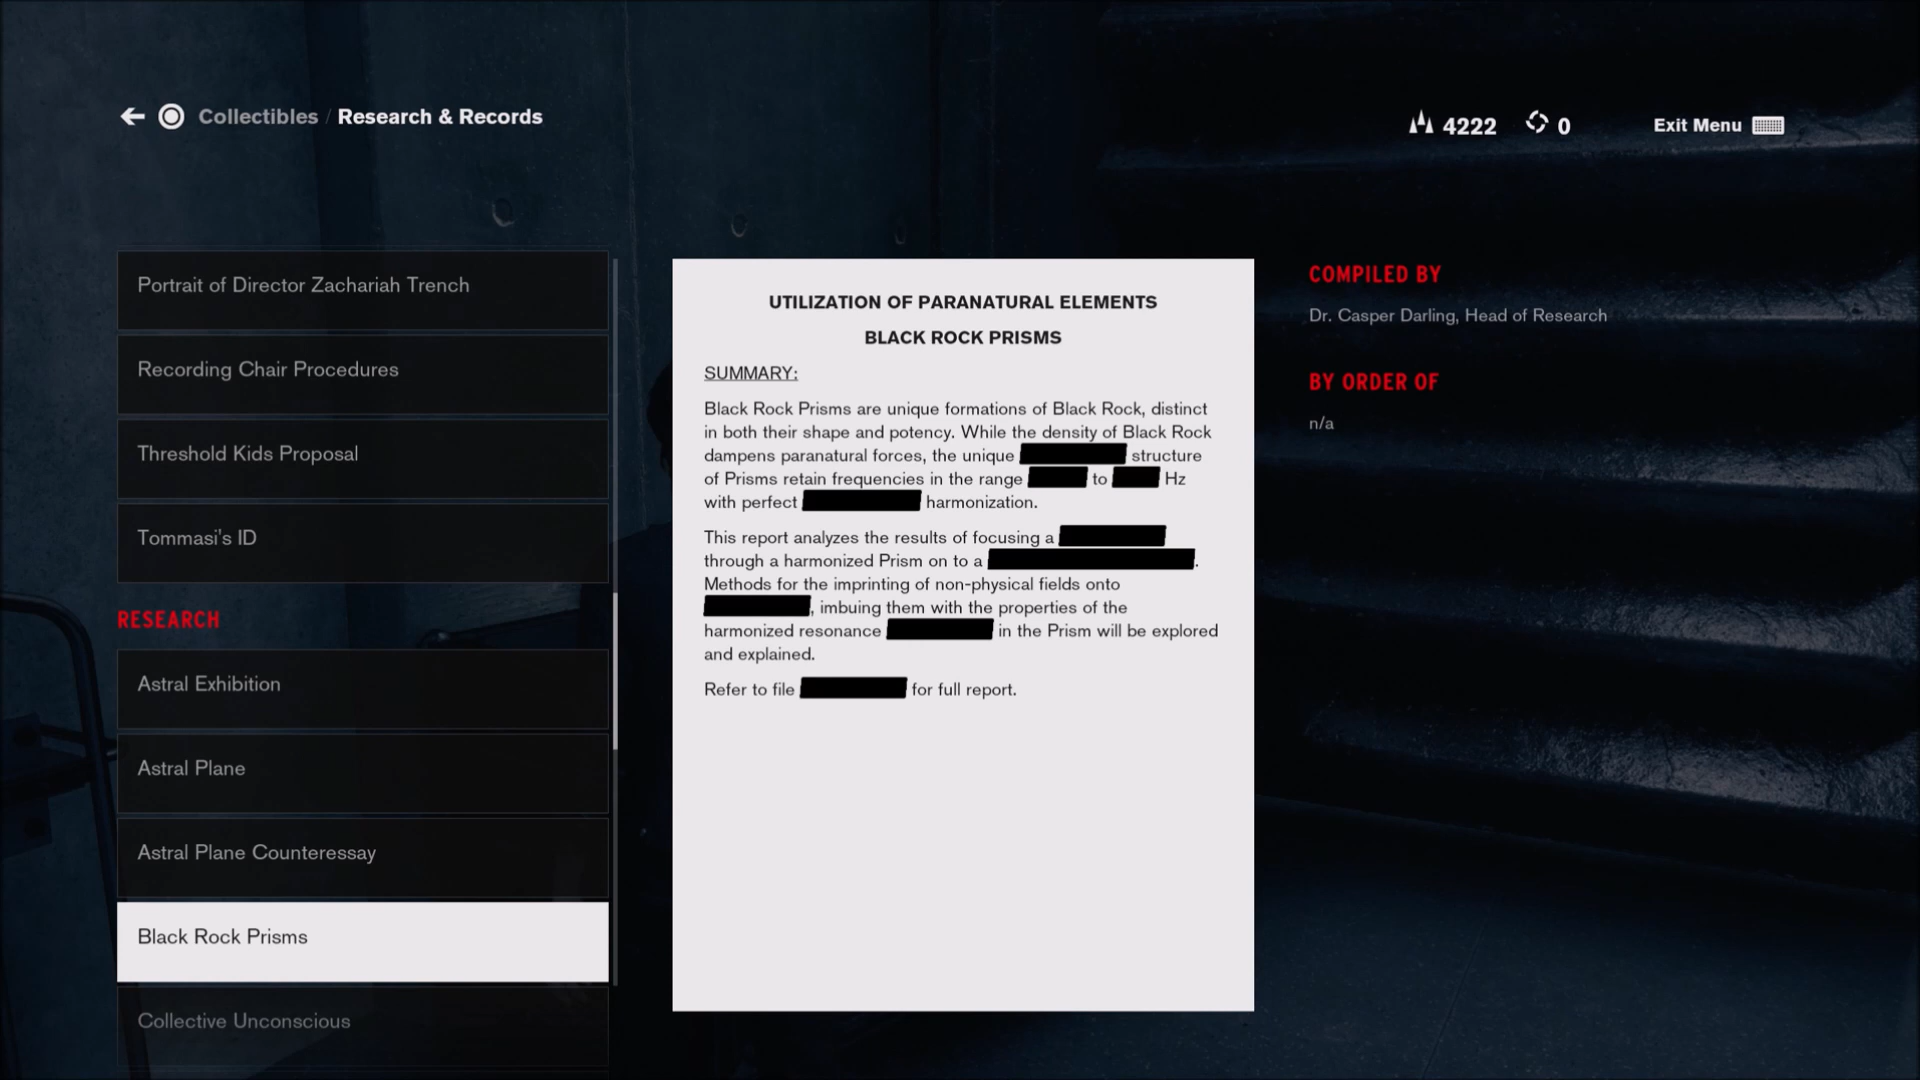 Collectibles / Research & Records
4222
0
Exit Menu
Portrait of Director Zachariah Trench
Recording Chair Procedures
Threshold Kids Proposal
Tommasi's ID
RESEARCH
Astral Exhibition
Astral Plane
Astral Plane Counteressay
Black Rock Prisms
Collective Unconscious
UTILIZATION OF PARANATURAL ELEMENTS
BLACK ROCK PRISMS
SUMMARY:
Black Rock Prisms are unique formations of Black Rock, distinct
in both their shape and potency. While the density of Black Rock
dampens paranatural forces, the unique structure
of Prisms retain frequencies in the range to Hz
with perfect harmonization.
This report analyzes the results of focusing a
through a harmonized Prism on to a .
Methods for the imprinting of non-physical fields onto
, imbuing them with the properties of the
harmonized resonance in the Prism will be explored
and explained.
Refer to file for full report.
COMPILED BY
Dr. Casper Darling, Head of Research
BY ORDER OF
n/a